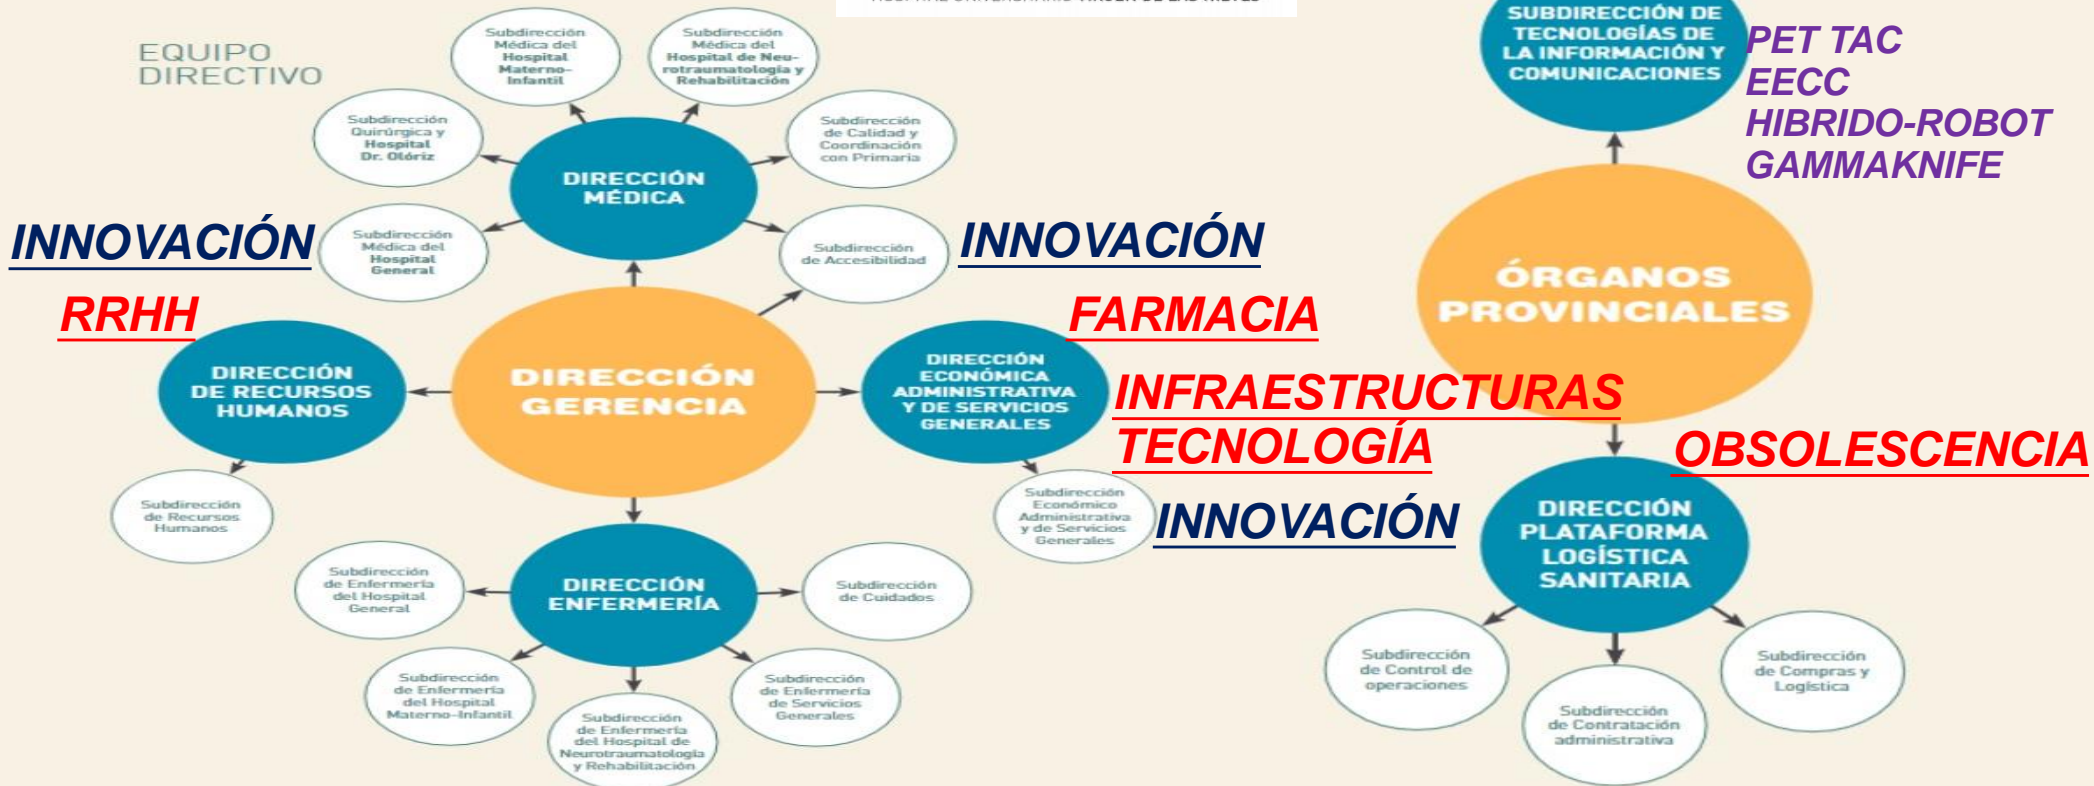 HOSPITAL UNIVERSITARIO VIRGEN DE LAS NIEVES
EQUIPO
DIRECTIVO
Subdirección
Médica del
Hospital
Materno-
Infantil
Subdirección
Médica del
Hospital de Neu-
rotraumatología y
Rehabilitación
Subdirección
Quirúrgica y
Hospital
Dr. Olóriz
Subdirección
de Calidad y
Coordinación
con Primaria
DIRECCIÓN
MÉDICA
INNOVACIÓN
Subdirección
Médica del
Hospital
General
Subdirección
de Accesibilidad
INNOVACIÓN
RRHH
FARMACIA
DIRECCIÓN
DE RECURSOS
HUMANOS
DIRECCIÓN
GERENCIA
DIRECCIÓN
ECONÓMICA
ADMINISTRATIVA
Y DE SERVICIOS
GENERALES
INFRAESTRUCTURAS
TECNOLOGÍA
INNOVACIÓN
Subdirección
de Recursos
Humanos
Subdirección
Económico
Administrativa
y de Servicios
Generales
Subdirección
de Enfermería
del Hospital
General
DIRECCIÓN
ENFERMERÍA
Subdirección
de Cuidados
Subdirección
de Enfermería
del Hospital
Materno-Infantil
Subdirección
de Enfermería
del Hospital de
Neurotraumatología
y Rehabilitación
Subdirección
de Enfermería
de Servicios
Generales
SUBDIRECCIÓN DE
TECNOLOGÍAS DE
LA INFORMACIÓN Y
COMUNICACIONES
PET TAC
EECC
HIBRIDO-ROBOT
GAMMAKNIFE
ÓRGANOS
PROVINCIALES
OBSOLESCENCIA
DIRECCIÓN
PLATAFORMA
LOGÍSTICA
SANITARIA
Subdirección
de Control de
operaciones
Subdirección
de Contratación
administrativa
Subdirección
de Compras y
Logística